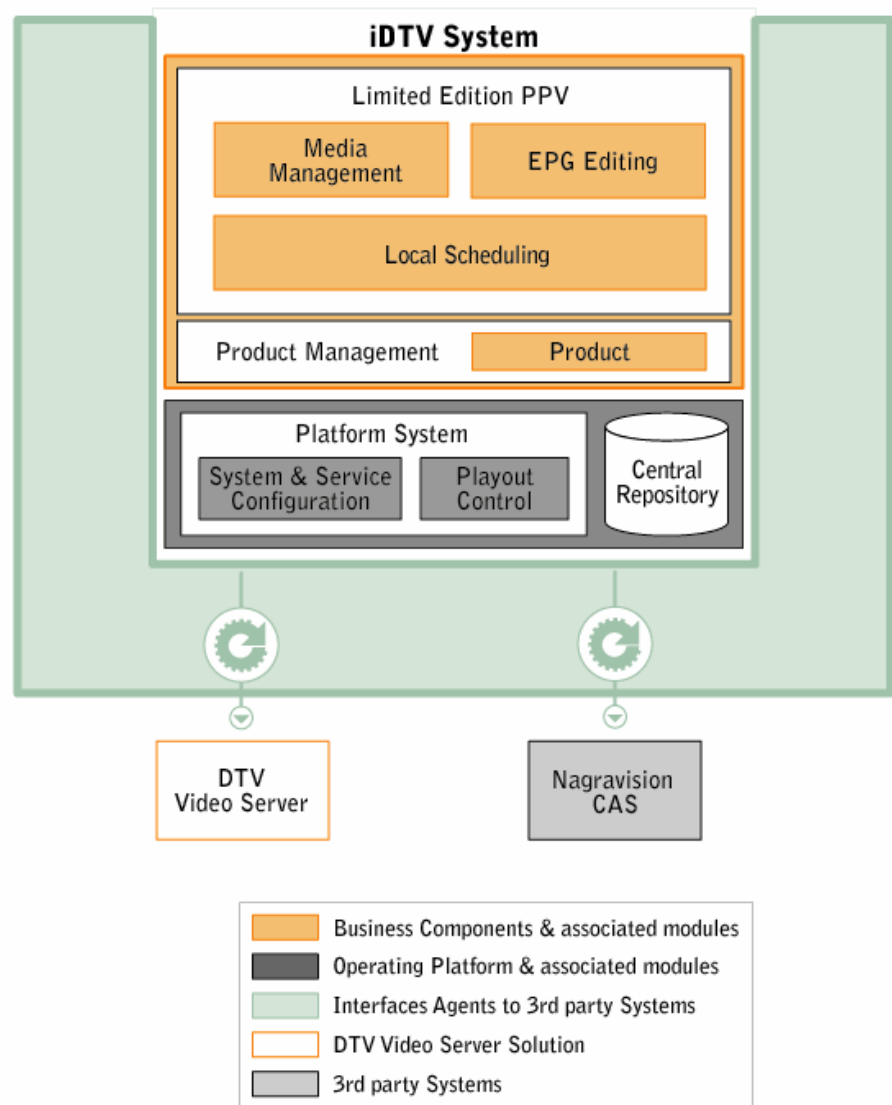 iDTV System
Limited Edition PPV
Media
Management
EPG Editing
Local Scheduling
Product Management
Product
Platform System
System & Service
Configuration
Playout
Control
Central
Repository
DTV
Video Server
Nagravision
CAS
Business Components & associated modules
Operating Platform & associated modules
Interfaces Agents to 3rd party Systems
DTV Video Server Solution
3rd party Systems